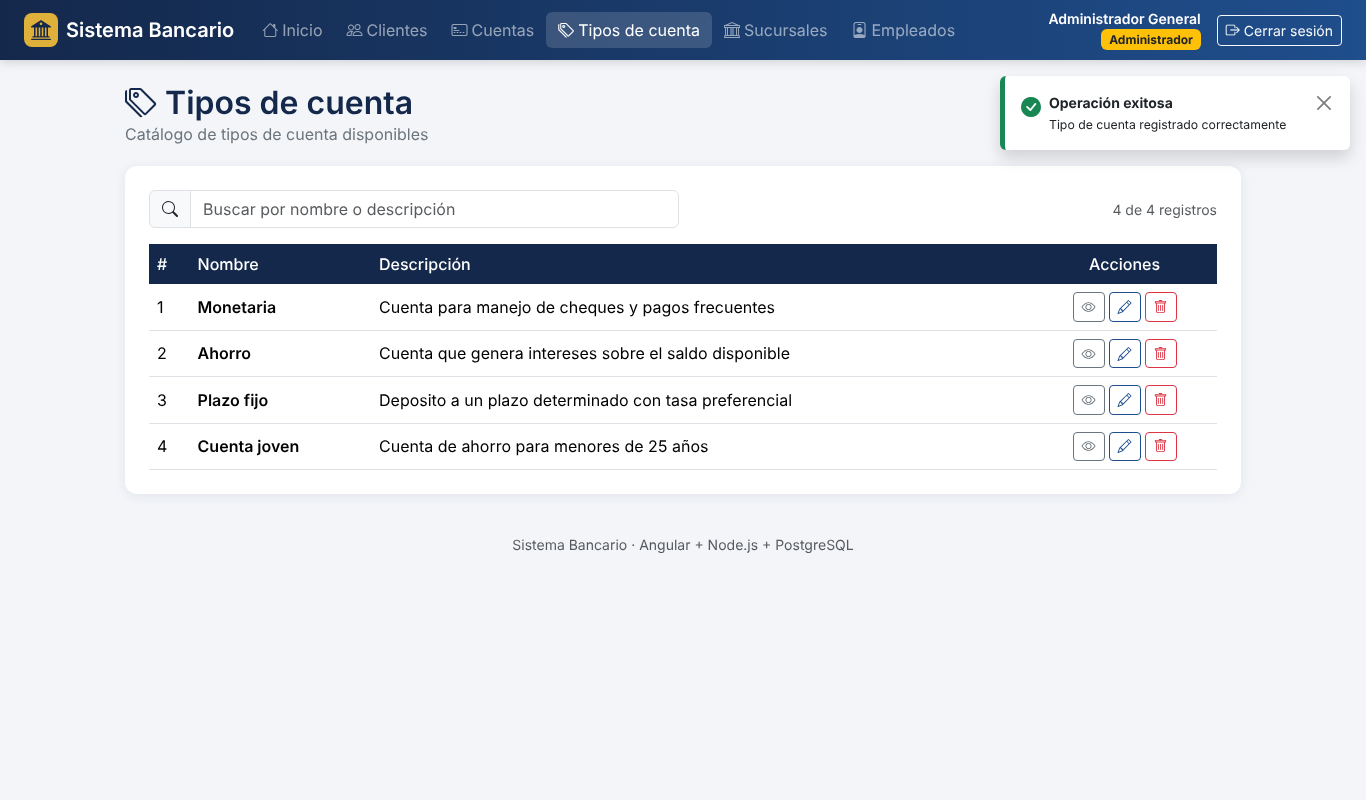 Sistema Bancario
Inicio
Clientes
Cuentas
Tipos de cuenta
Sucursales
Empleados
Administrador General
Administrador
Cerrar sesión
Operación exitosa
Tipo de cuenta registrado correctamente
Tipos de cuenta
Catálogo de tipos de cuenta disponibles
Buscar por nombre o descripción
4 de 4 registros
# Nombre Descripción Acciones
1 Monetaria Cuenta para manejo de cheques y pagos frecuentes
2 Ahorro Cuenta que genera intereses sobre el saldo disponible
3 Plazo fijo Deposito a un plazo determinado con tasa preferencial
4 Cuenta joven Cuenta de ahorro para menores de 25 años
Sistema Bancario · Angular + Node.js + PostgreSQL